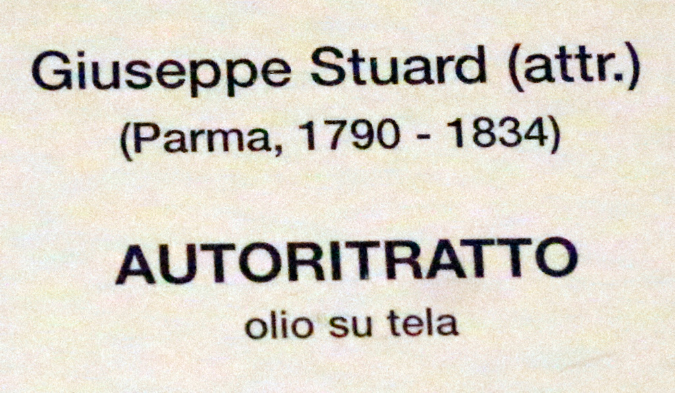 Giuseppe Stuard (attr.)
(Parma, 1790 - 1834)
AUTORITRATTO
olio su tela